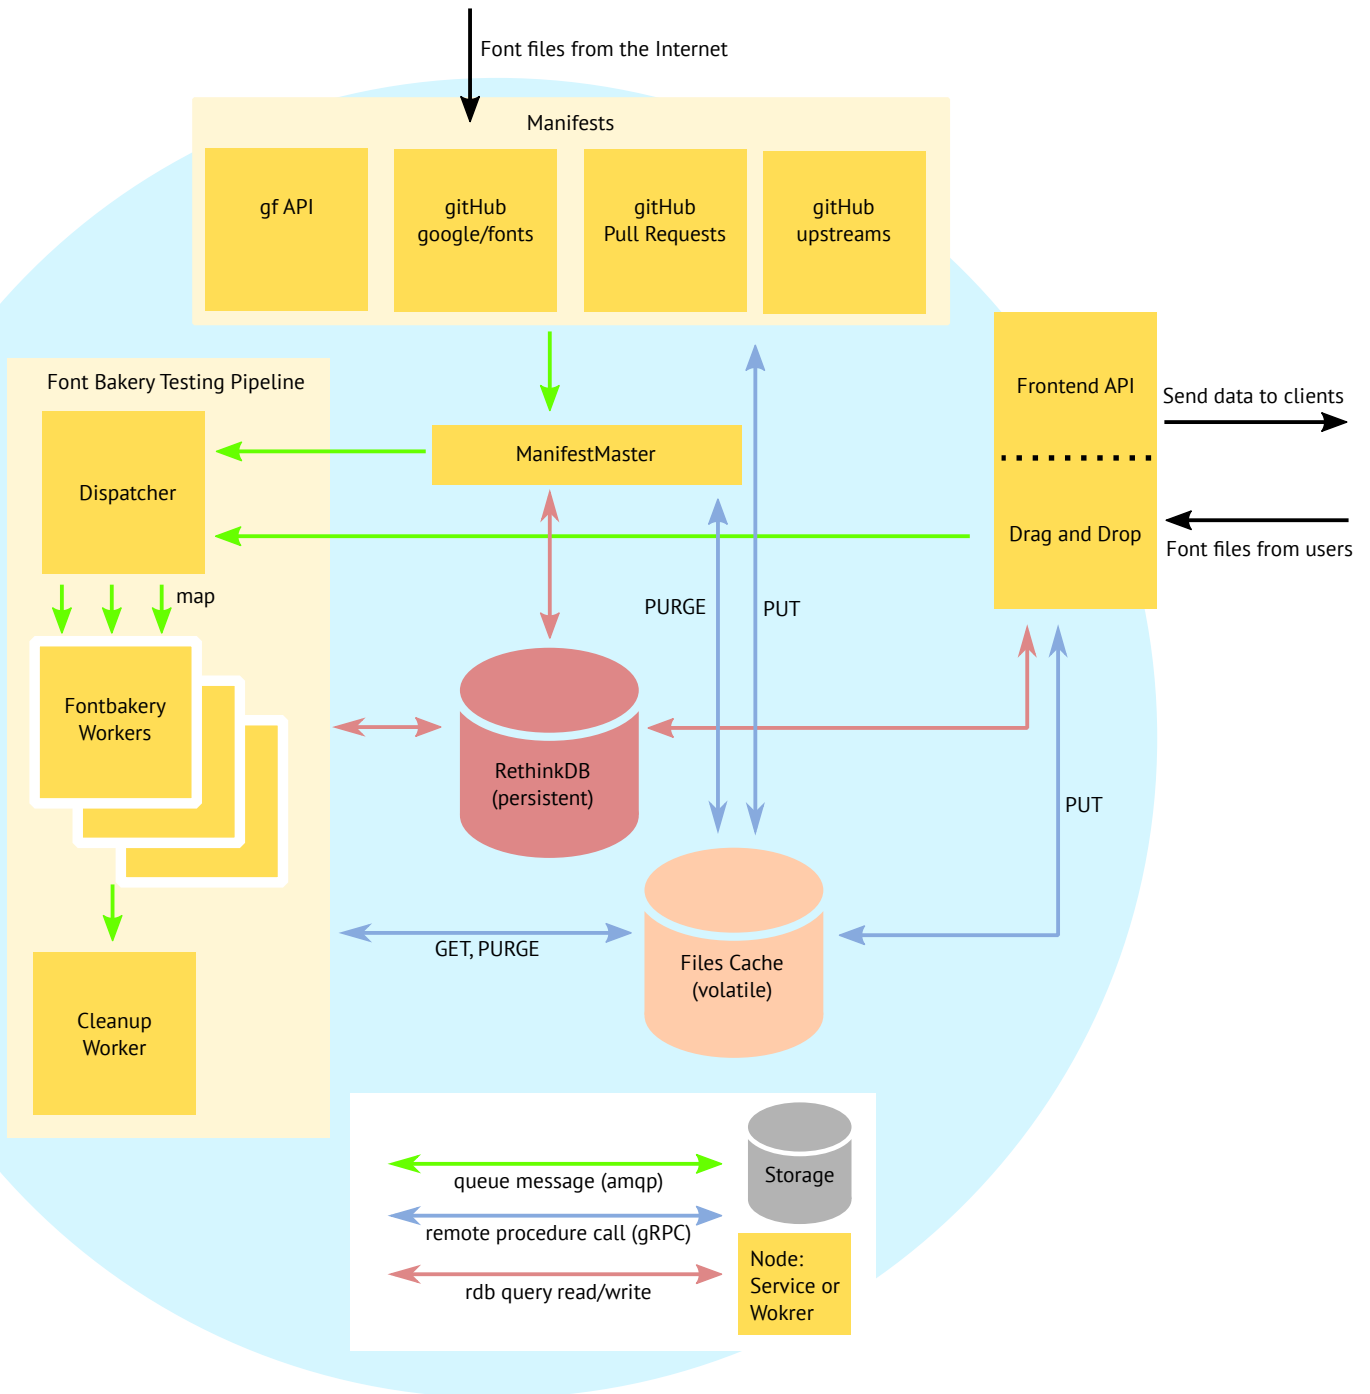 Font files from the Internet
Manifests
gf API
gitHub
google/fonts
gitHub
Pull Requests
gitHub
upstreams
Font Bakery Testing Pipeline
Frontend API
Send data to clients
ManifestMaster
Dispatcher
Drag and Drop
Font files from users
map
PURGE
PUT
Fontbakery
Workers
RethinkDB
(persistent)
PUT
GET, PURGE
Files Cache
(volatile)
Cleanup
Worker
queue message (amqp)
Storage
remote procedure call (gRPC)
rdb query read/write
Node:
Service or
Wokrer